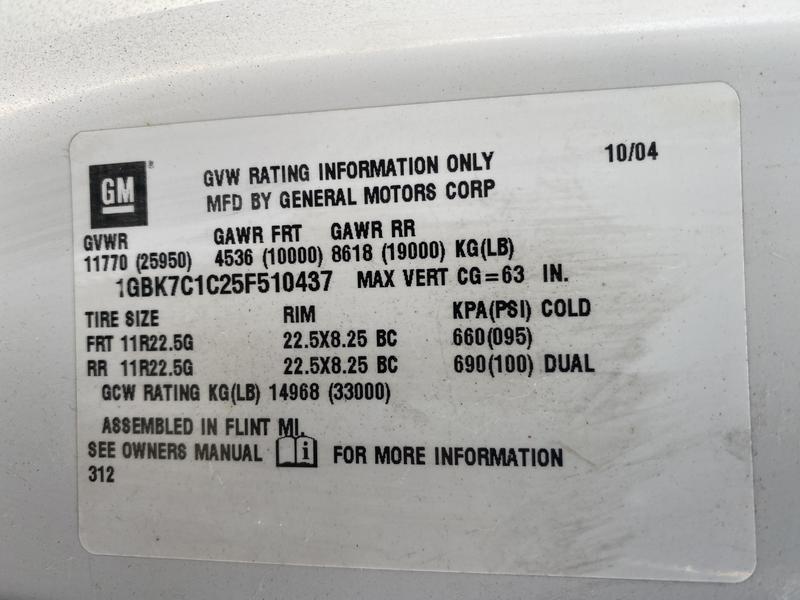 GM ®
GVW RATING INFORMATION ONLY 10/04
MFD BY GENERAL MOTORS CORP
GVWR GAWR FRT GAWR RR
11770 (25950) 4536 (10000) 8618 (19000) KG(LB)
1GBK7C1C25F510437 MAX VERT CG=63 IN.
TIRE SIZE RIM KPA(PSI) COLD
FRT 11R22.5G 22.5X8.25 BC 660(095)
RR 11R22.5G 22.5X8.25 BC 690(100) DUAL
GCW RATING KG(LB) 14968 (33000)
ASSEMBLED IN FLINT MI.
SEE OWNERS MANUAL i FOR MORE INFORMATION
312